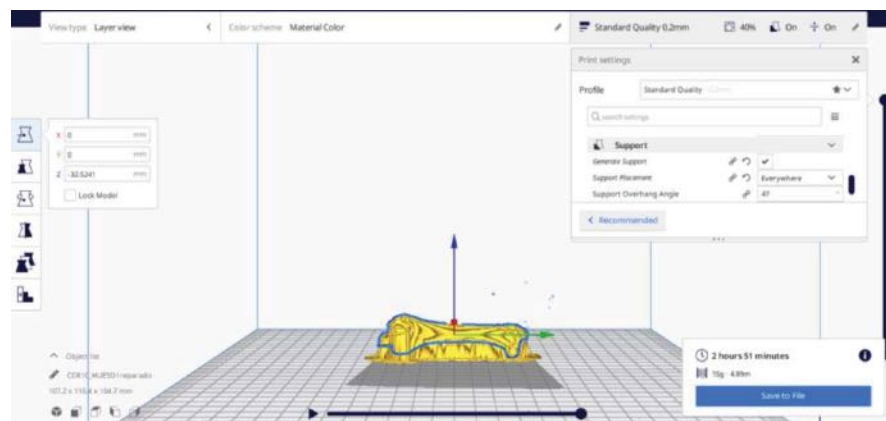 View type Layer view
Color scheme Material Color
Standard Quality 0.2mm 40% On On
Print settings
Profile Standard Quality
Search settings
Support
Generate Support
Support Placement Everywhere
Support Overhang Angle 47
Recommended
X 0 mm
Y 0 mm
Z -32.5241 mm
Lock Model
2 hours 51 minutes
15g · 4.89m
Save to File